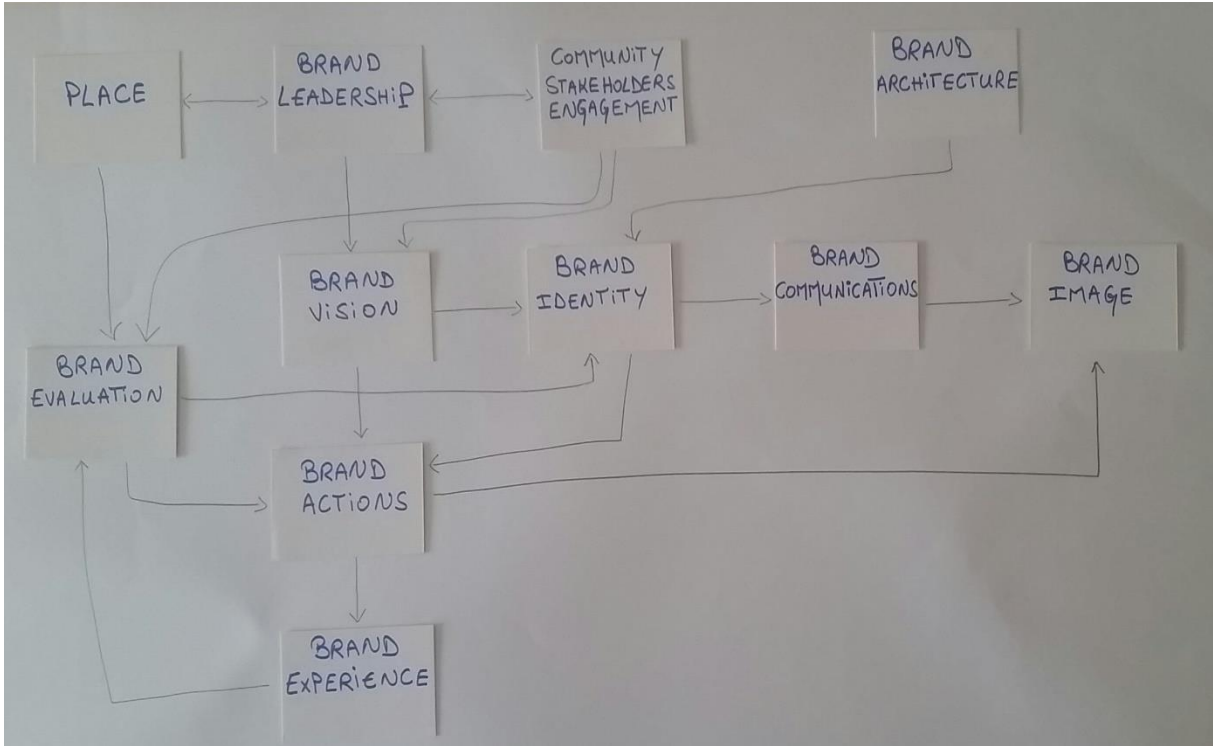 PLACE
BRAND
LEADERSHiP
COMMUNiTY
STAKEHOLDERS
ENGAGEMENT
BRAND
ARCHiTECTURE
BRAND
ViSiON
BRAND
IDENTiTY
BRAND
COMMUNiCATiONS
BRAND
IMAGE
BRAND
EVALUATiON
BRAND
ACTiONS
BRAND
EXPERiENCE